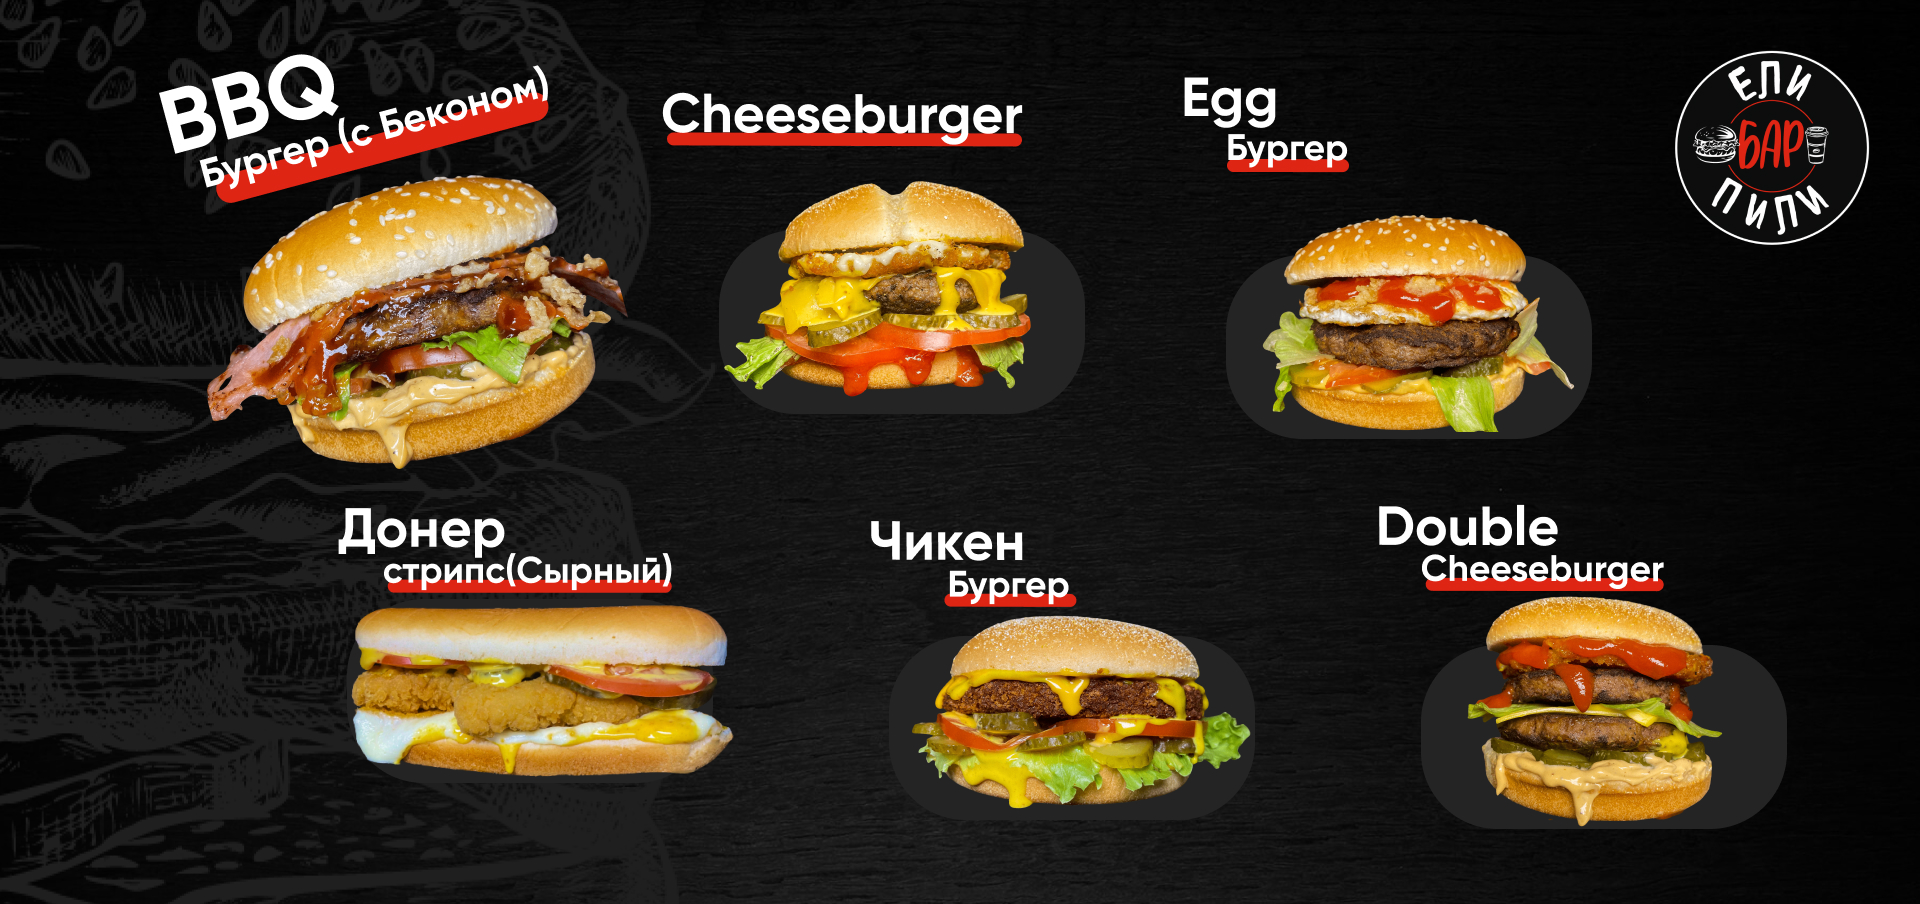 BBQ
Бургер (с Беконом)
Cheeseburger
Egg
Бургер
ЕЛИ
БАР
ПИЛИ
Донер
стрипс(Сырный)
Чикен
Бургер
Double
Cheeseburger